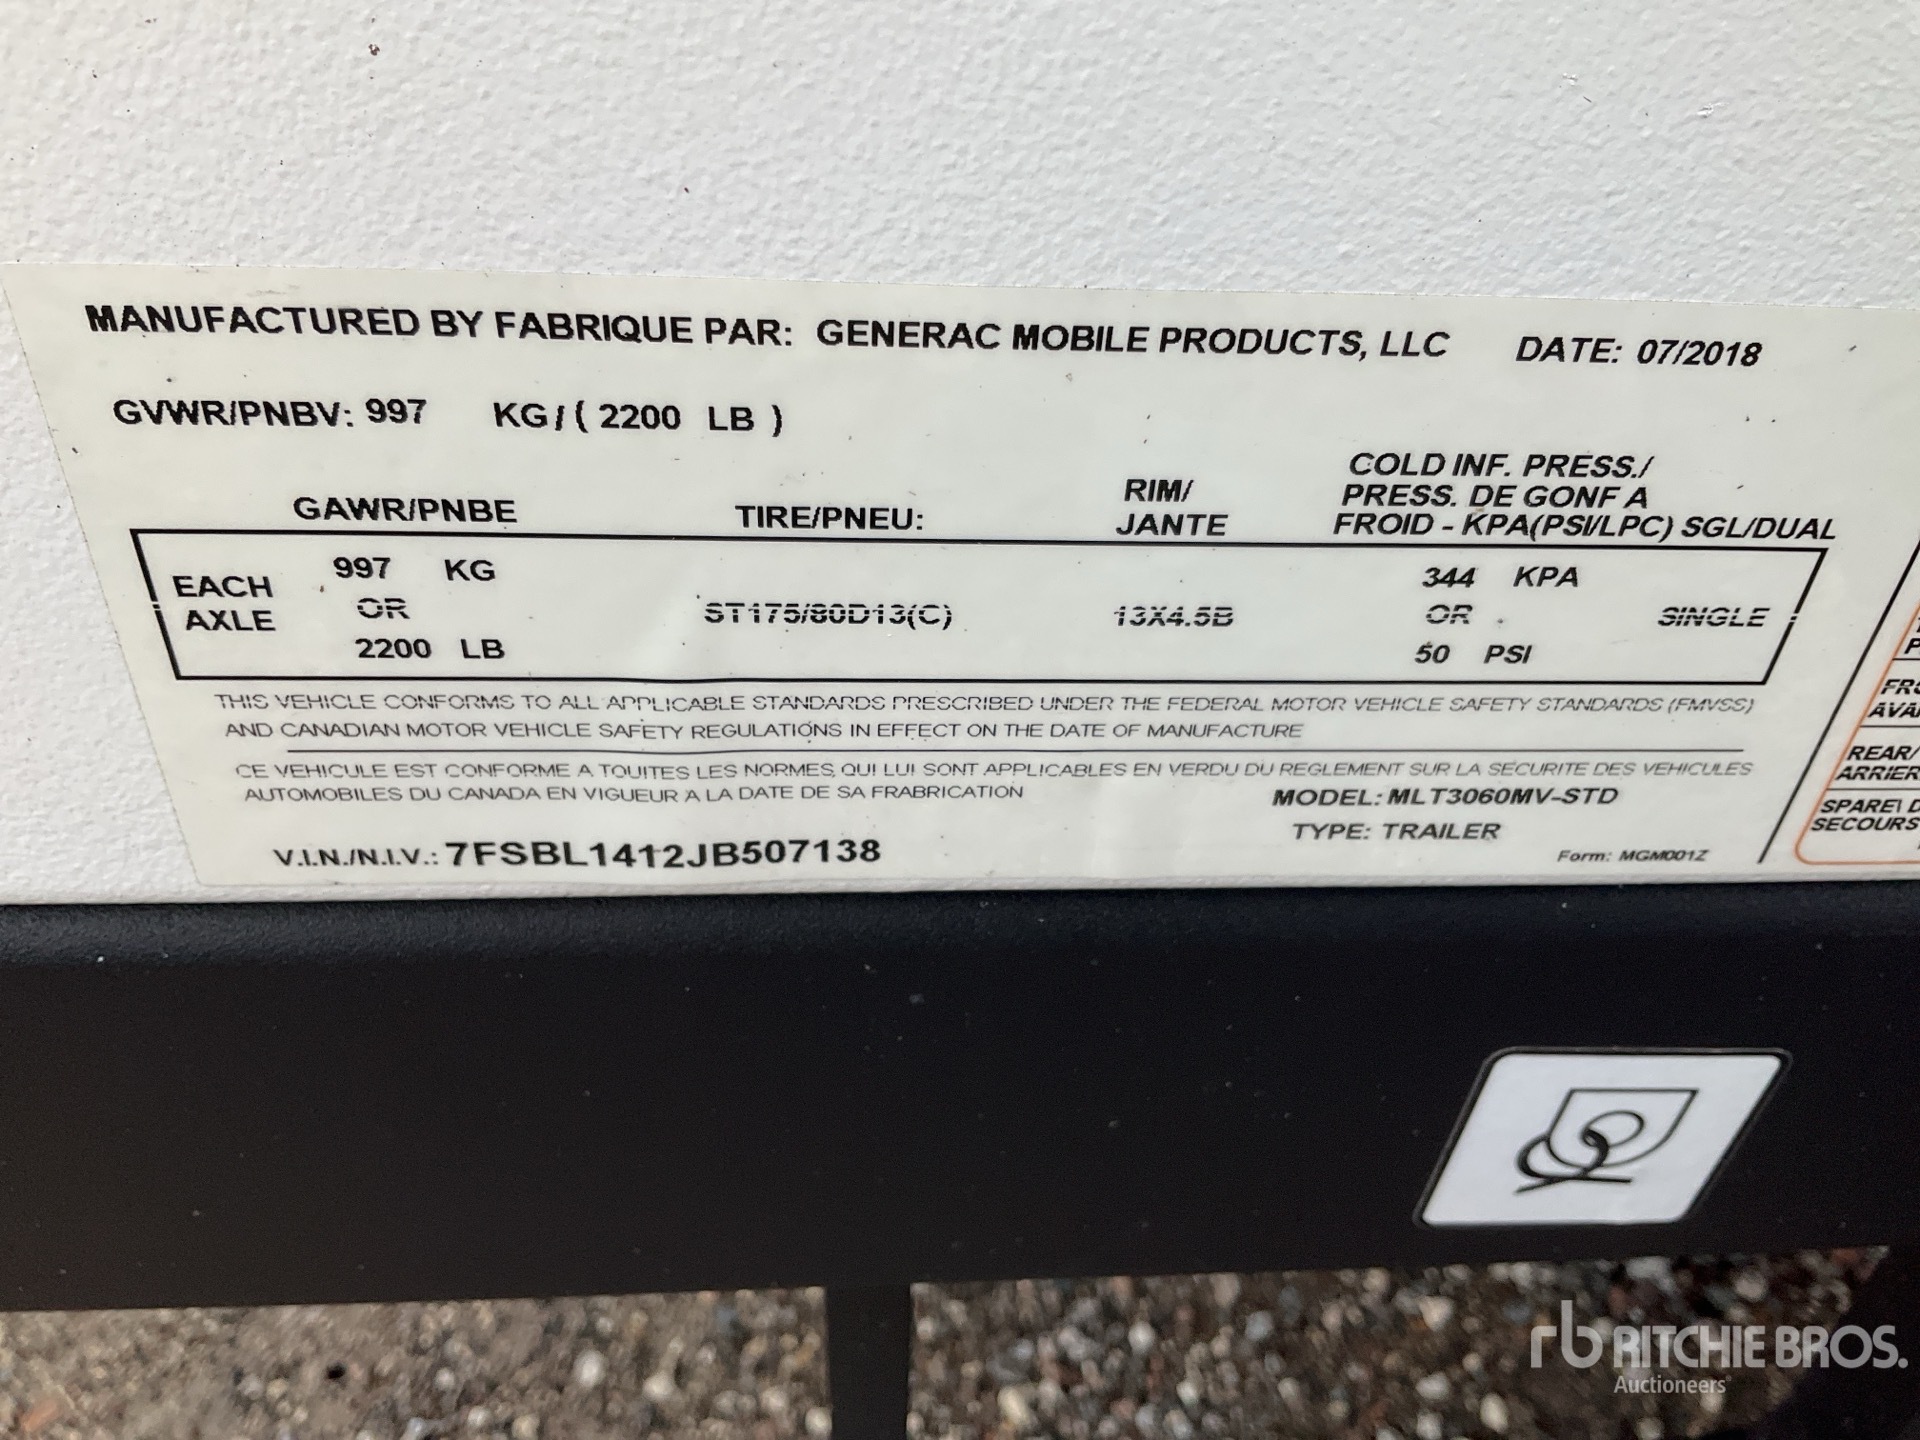 MANUFACTURED BY FABRIQUE PAR: GENERAC MOBILE PRODUCTS, LLC DATE: 07/2018
GVWR/PNBV: 997 KG / ( 2200 LB )
GAWR/PNBE TIRE/PNEU: RIM/ JANTE COLD INF. PRESS./
PRESS. DE GONF A
FROID - KPA(PSI/LPC) SGL/DUAL
EACH AXLE 997 KG OR 2200 LB ST175/80D13(C) 13X4.5B 344 KPA OR 50 PSI SINGLE
THIS VEHICLE CONFORMS TO ALL APPLICABLE STANDARDS PRESCRIBED UNDER THE FEDERAL MOTOR VEHICLE SAFETY STANDARDS (FMVSS)
AND CANADIAN MOTOR VEHICLE SAFETY REGULATIONS IN EFFECT ON THE DATE OF MANUFACTURE
CE VEHICULE EST CONFORME A TOUITES LES NORMES, QUI LUI SONT APPLICABLES EN VERDU DU REGLEMENT SUR LA SECURITE DES VEHICULES
AUTOMOBILES DU CANADA EN VIGUEUR A LA DATE DE SA FRABRICATION
MODEL: MLT3060MV-STD
TYPE: TRAILER
V.I.N./N.I.V.: 7FSBL1412JB507138
Form: MGM001Z
REAR/
ARRIER
SPARE\ D
SECOURS
rb RITCHIE BROS.
Auctioneers